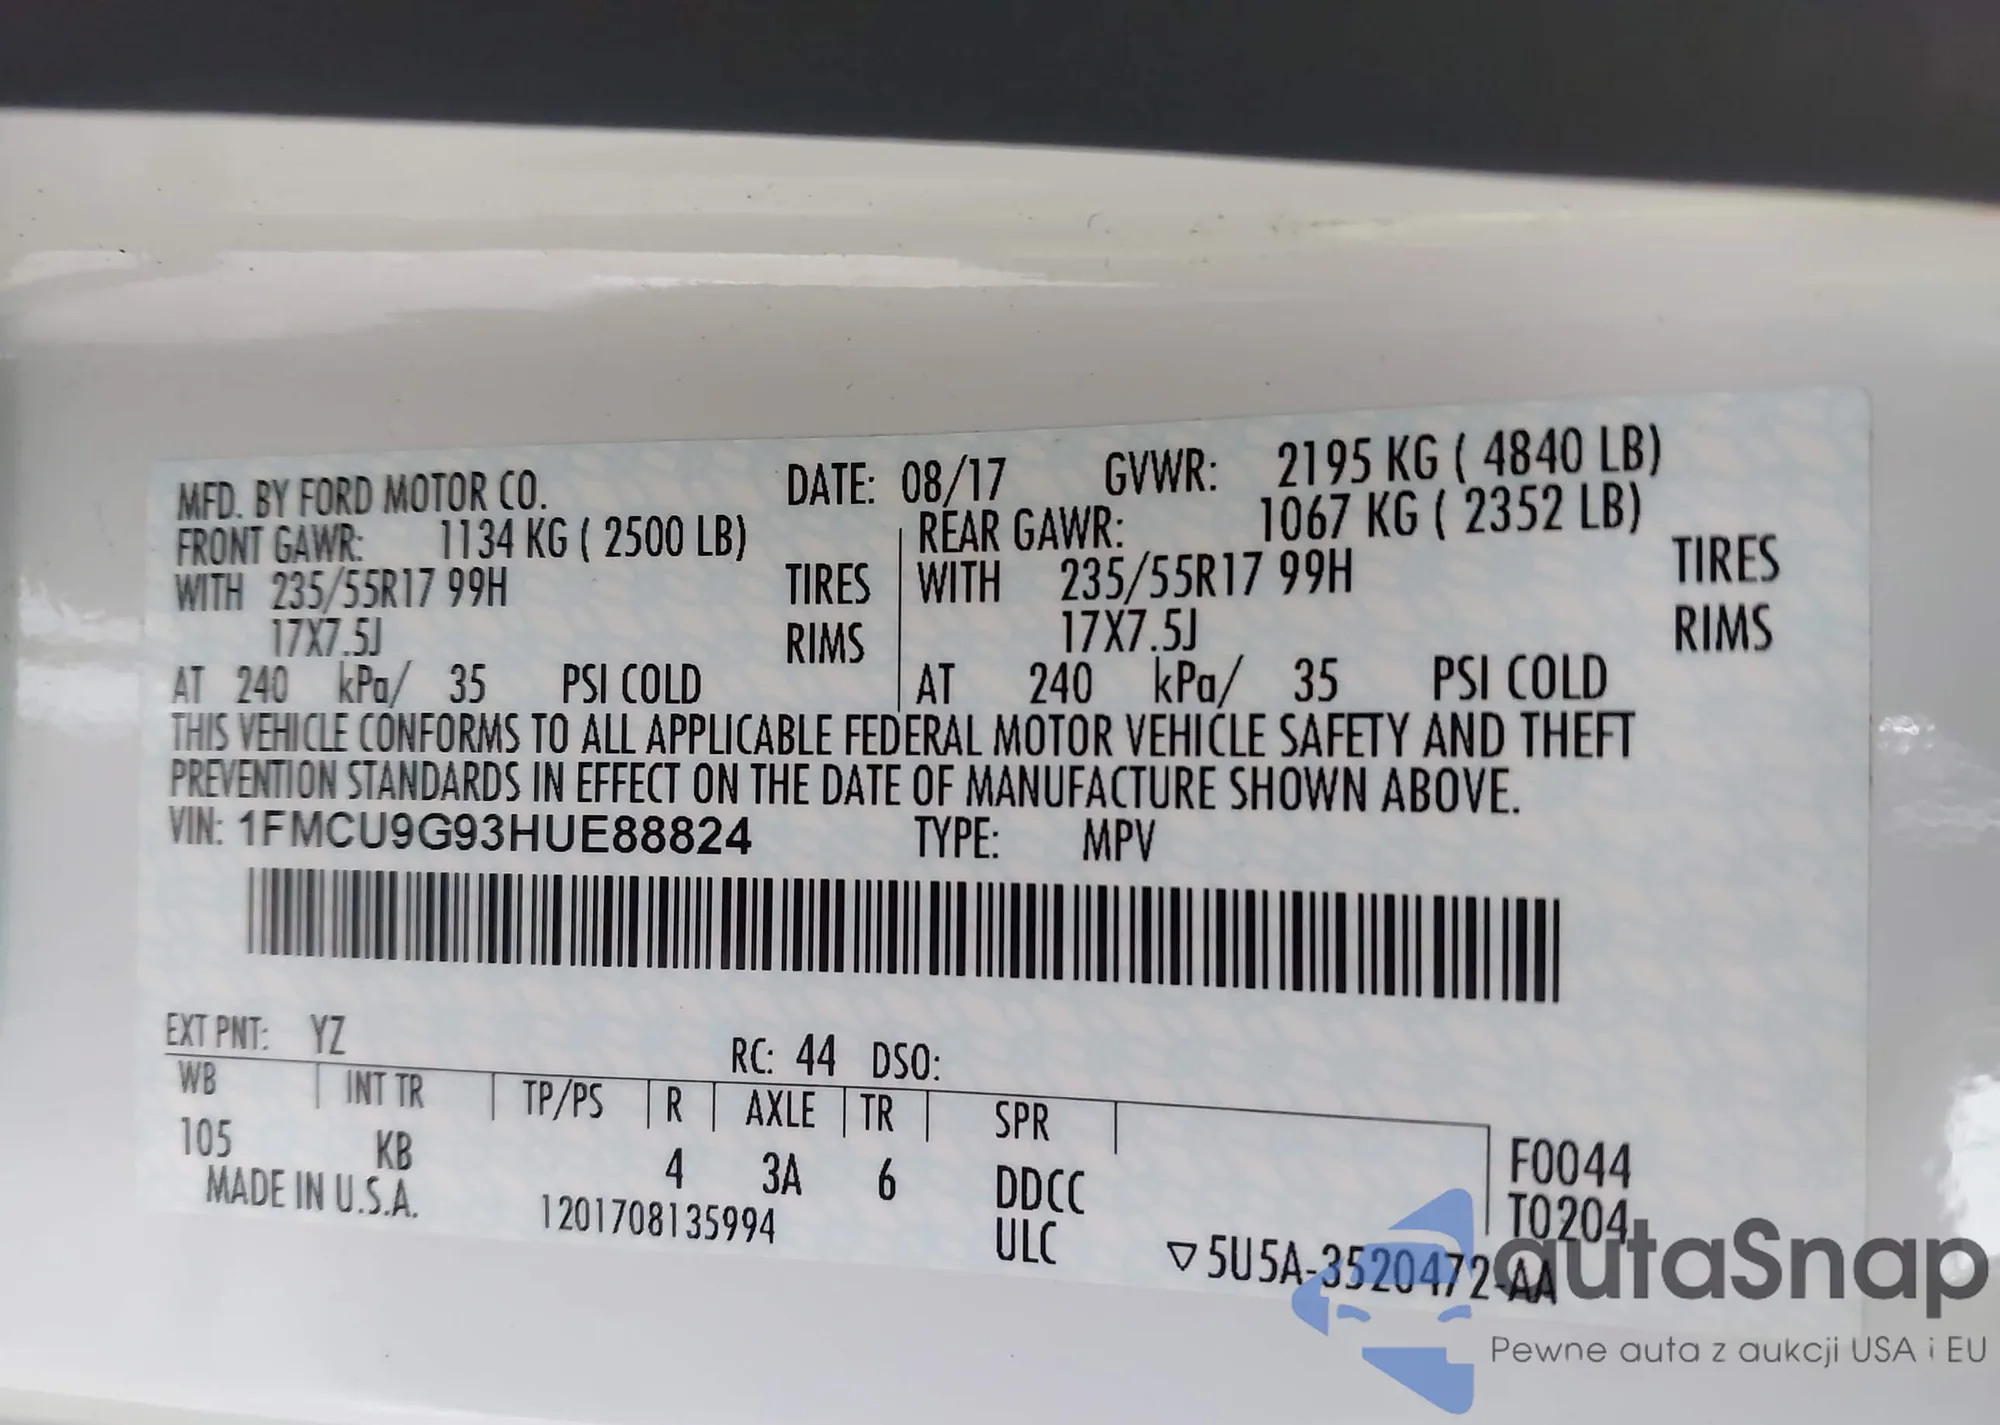 MFD. BY FORD MOTOR CO. DATE: 08/17 GVWR: 2195 KG ( 4840 LB)
FRONT GAWR: 1134 KG ( 2500 LB) REAR GAWR: 1067 KG ( 2352 LB)
WITH 235/55R17 99H TIRES WITH 235/55R17 99H TIRES
17X7.5J RIMS 17X7.5J RIMS
AT 240 kPa/ 35 PSI COLD AT 240 kPa/ 35 PSI COLD
THIS VEHICLE CONFORMS TO ALL APPLICABLE FEDERAL MOTOR VEHICLE SAFETY AND THEFT
PREVENTION STANDARDS IN EFFECT ON THE DATE OF MANUFACTURE SHOWN ABOVE.
VIN: 1FMCU9G93HUE88824 TYPE: MPV
EXT PNT: YZ RC: 44 DSO:
WB INT TR TP/PS R AXLE TR SPR
105 KB 4 3A 6 DDCC F0044
MADE IN U.S.A. 1201708135994 ULC T0204
▽5U5A-3520472-AA
autaSnap
Pewne auta z aukcji USA i EU